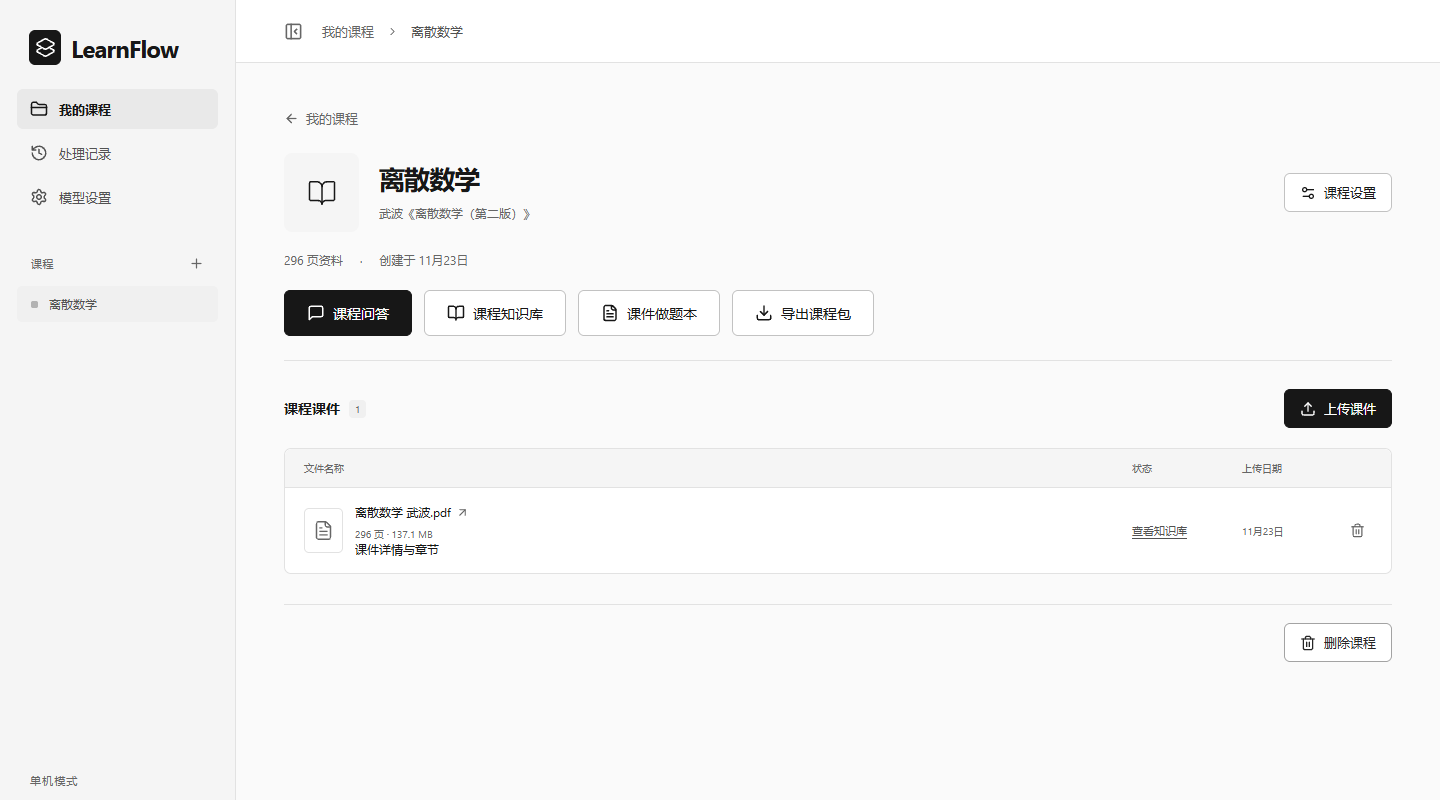 LearnFlow
我的课程
处理记录
模型设置
课程
离散数学
单机模式
我的课程 > 离散数学
我的课程
离散数学
武波《离散数学（第二版）》
课程设置
296 页资料 · 创建于 11月23日
课程问答
课程知识库
课件做题本
导出课程包
课程课件 1
上传课件
文件名称 状态 上传日期
离散数学 武波.pdf
296 页 · 137.1 MB
课件详情与章节
查看知识库
11月23日
删除课程